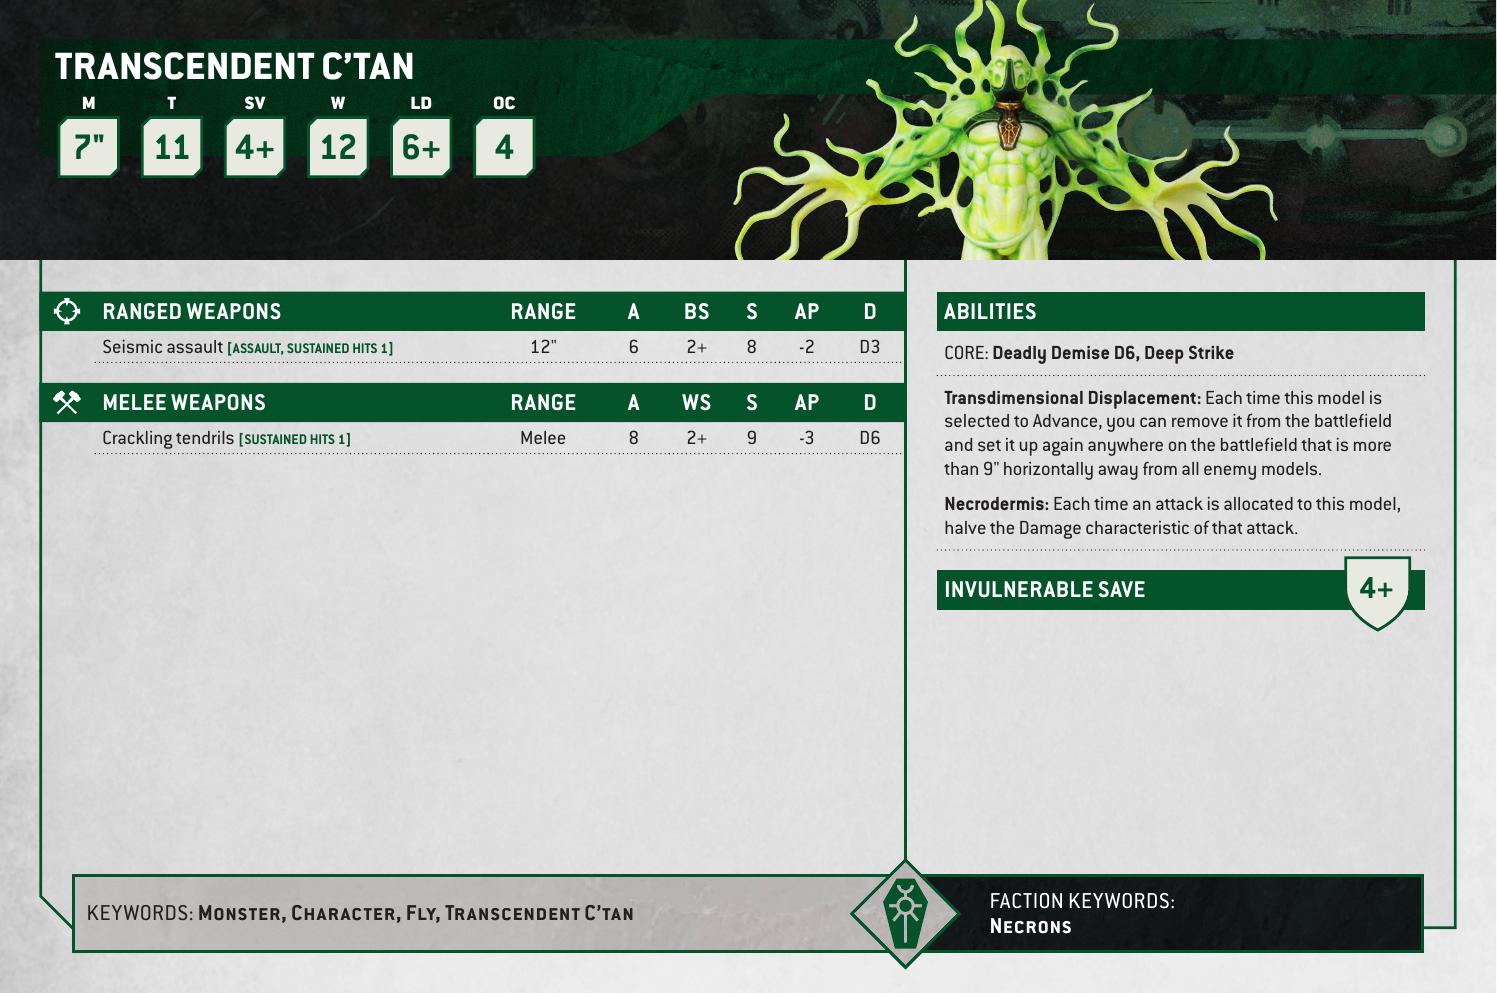 TRANSCENDENT C'TAN
M T SV W LD OC
7" 11 4+ 12 6+ 4
RANGED WEAPONS RANGE A BS S AP D
Seismic assault [ASSAULT, SUSTAINED HITS 1] 12" 6 2+ 8 -2 D3
MELEE WEAPONS RANGE A WS S AP D
Crackling tendrils [SUSTAINED HITS 1] Melee 8 2+ 9 -3 D6
ABILITIES
CORE: Deadly Demise D6, Deep Strike
Transdimensional Displacement: Each time this model is
selected to Advance, you can remove it from the battlefield
and set it up again anywhere on the battlefield that is more
than 9" horizontally away from all enemy models.
Necrodermis: Each time an attack is allocated to this model,
halve the Damage characteristic of that attack.
INVULNERABLE SAVE 4+
KEYWORDS: MONSTER, CHARACTER, FLY, TRANSCENDENT C'TAN
FACTION KEYWORDS:
NECRONS